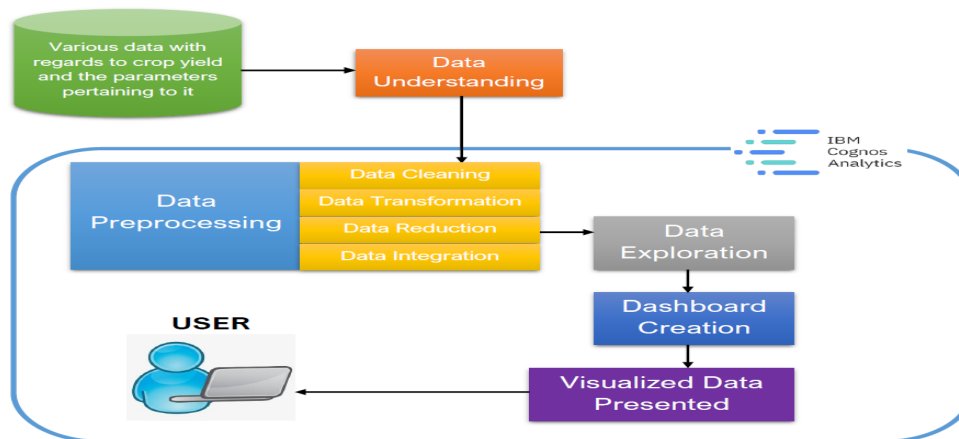 Various data with
regards to crop yield
and the parameters
pertaining to it
Data
Understanding
IBM
Cognos
Analytics
Data
Preprocessing
Data Cleaning
Data Transformation
Data Reduction
Data Integration
Data
Exploration
Dashboard
Creation
USER
Visualized Data
Presented